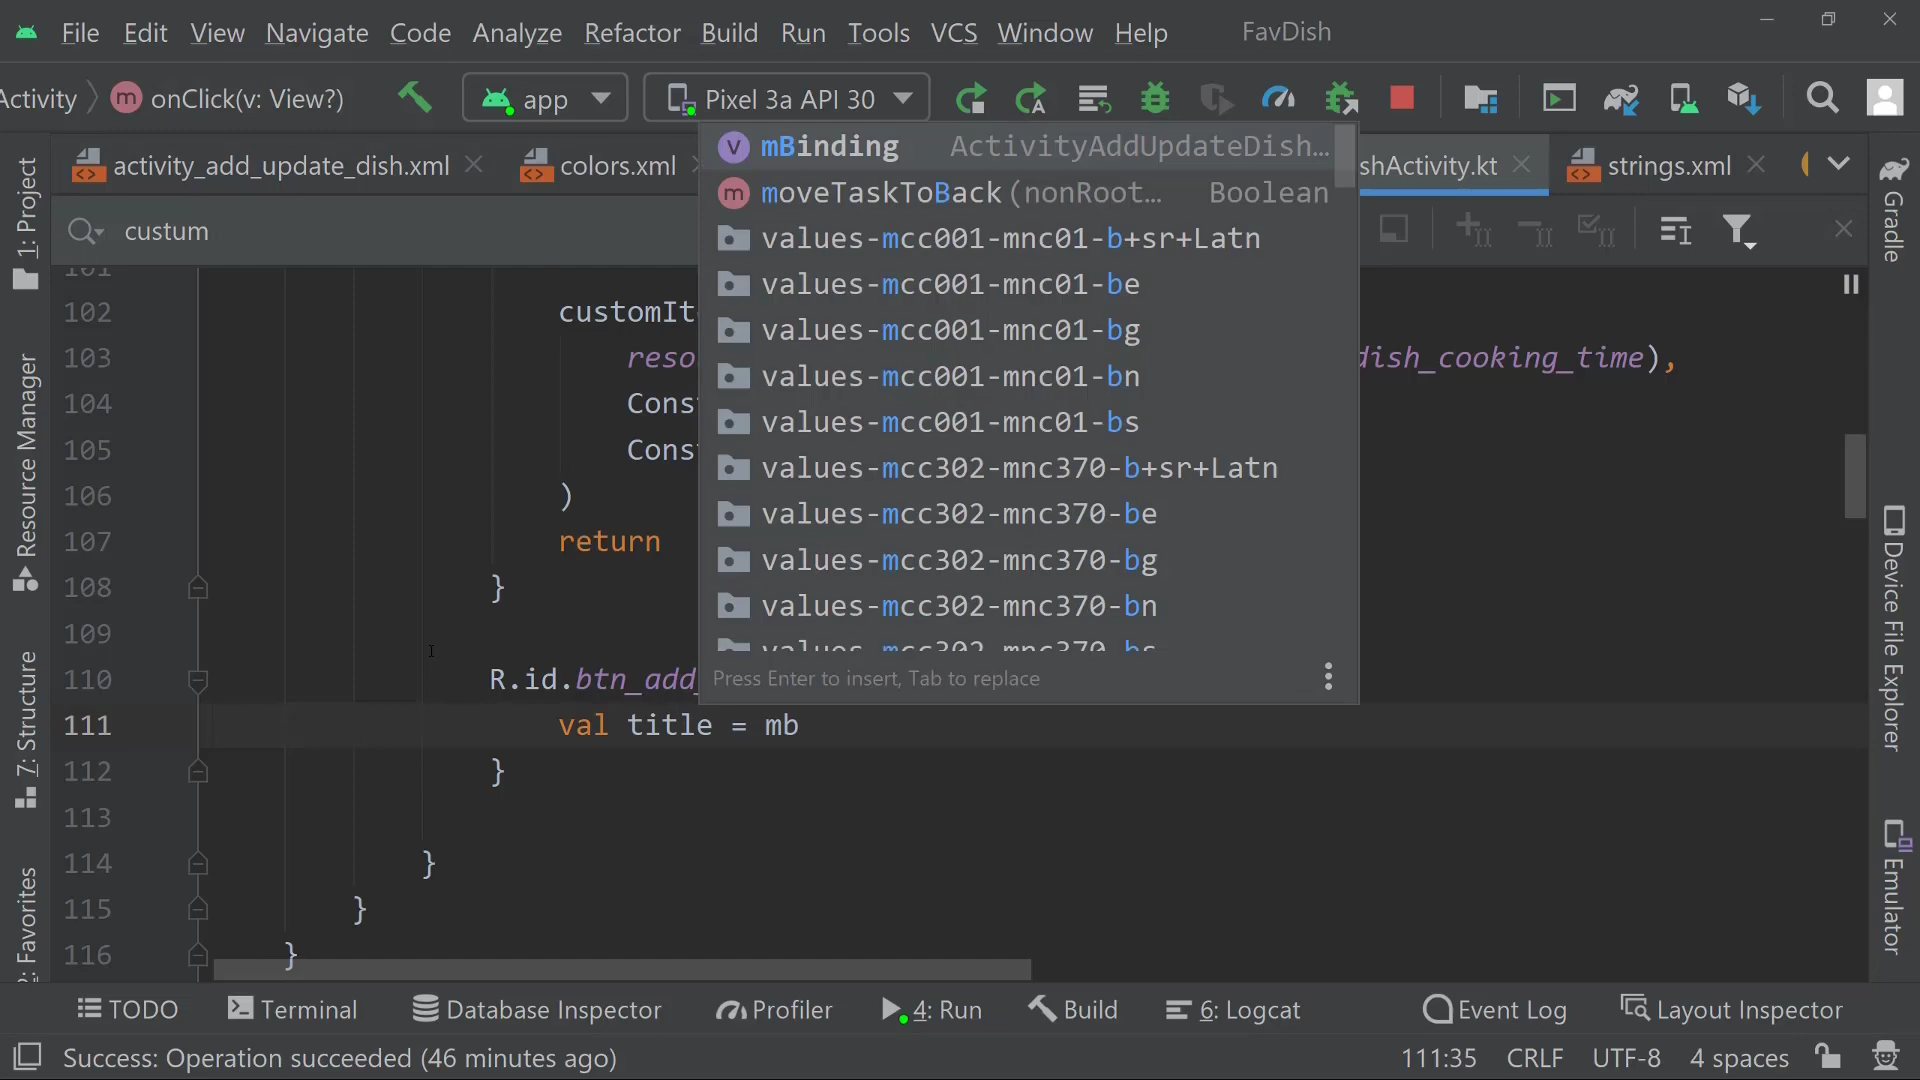 File Edit View Navigate Code Analyze Refactor Build Run Tools VCS Window Help FavDish
Activity onClick(v: View?) app Pixel 3a API 30
activity_add_update_dish.xml colors.xml shActivity.kt strings.xml
custum
mBinding ActivityAddUpdateDish...
moveTaskToBack(nonRoot... Boolean
values-mcc001-mnc01-b+sr+Latn
values-mcc001-mnc01-be
values-mcc001-mnc01-bg
values-mcc001-mnc01-bn
values-mcc001-mnc01-bs
values-mcc302-mnc370-b+sr+Latn
values-mcc302-mnc370-be
values-mcc302-mnc370-bg
values-mcc302-mnc370-bn
values-mcc302-mnc370-bs
Press Enter to insert, Tab to replace
101
102 customIt
103 reso dish_cooking_time),
104 Cons
105 Cons
106 )
107 return
108 }
109
110 R.id.btn_add_
111 val title = mb
112 }
113
114 }
115 }
116 }
1: Project
Resource Manager
7: Structure
2: Favorites
Gradle
Device File Explorer
Emulator
TODO Terminal Database Inspector Profiler 4: Run Build 6: Logcat Event Log Layout Inspector
Success: Operation succeeded (46 minutes ago) 111:35 CRLF UTF-8 4 spaces